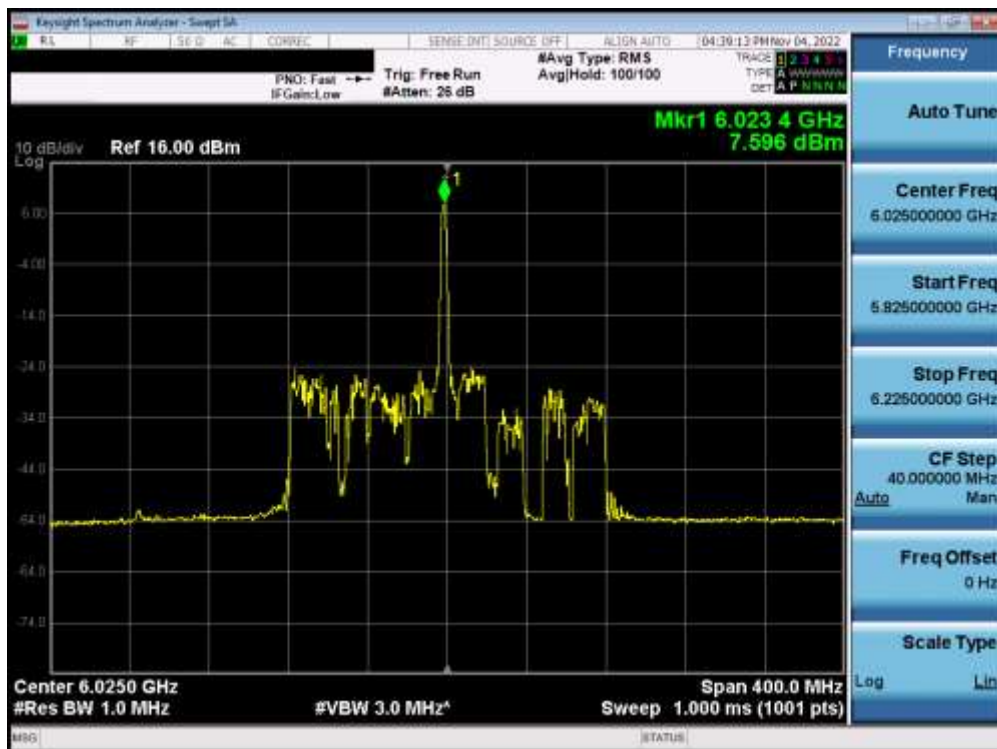 Keysight Spectrum Analyzer - Swept SA
RL RF 50 Ω AC CORREC SENSE:INT SOURCE OFF ALIGN AUTO 04:39:13 PM Nov 04, 2022
PNO: Fast
IFGain:Low
Trig: Free Run
#Atten: 26 dB
#Avg Type: RMS
Avg|Hold: 100/100
TRACE 1 2 3 4 5
TYPE A W W W W W
DET A P N N N N
Mkr1 6.023 4 GHz
7.596 dBm
10 dB/div Ref 16.00 dBm
Log
1
6.00
-4.00
-14.0
-24.0
-34.0
-44.0
-54.0
-64.0
-74.0
Center 6.0250 GHz Span 400.0 MHz
#Res BW 1.0 MHz #VBW 3.0 MHz* Sweep 1.000 ms (1001 pts)
MSG STATUS
Frequency
Auto Tune
Center Freq
6.025000000 GHz
Start Freq
5.825000000 GHz
Stop Freq
6.225000000 GHz
CF Step
40.000000 MHz
Auto Man
Freq Offset
0 Hz
Scale Type
Log Lin